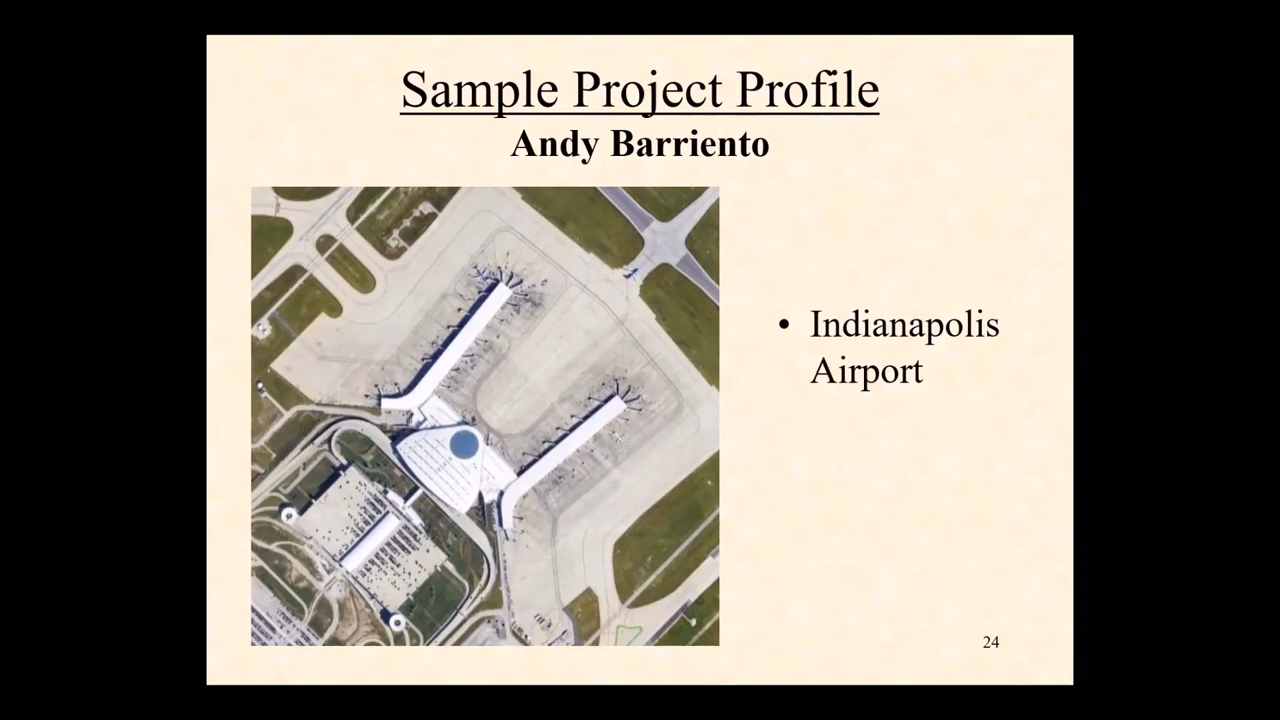 Sample Project Profile
Andy Barriento
• Indianapolis
Airport
24